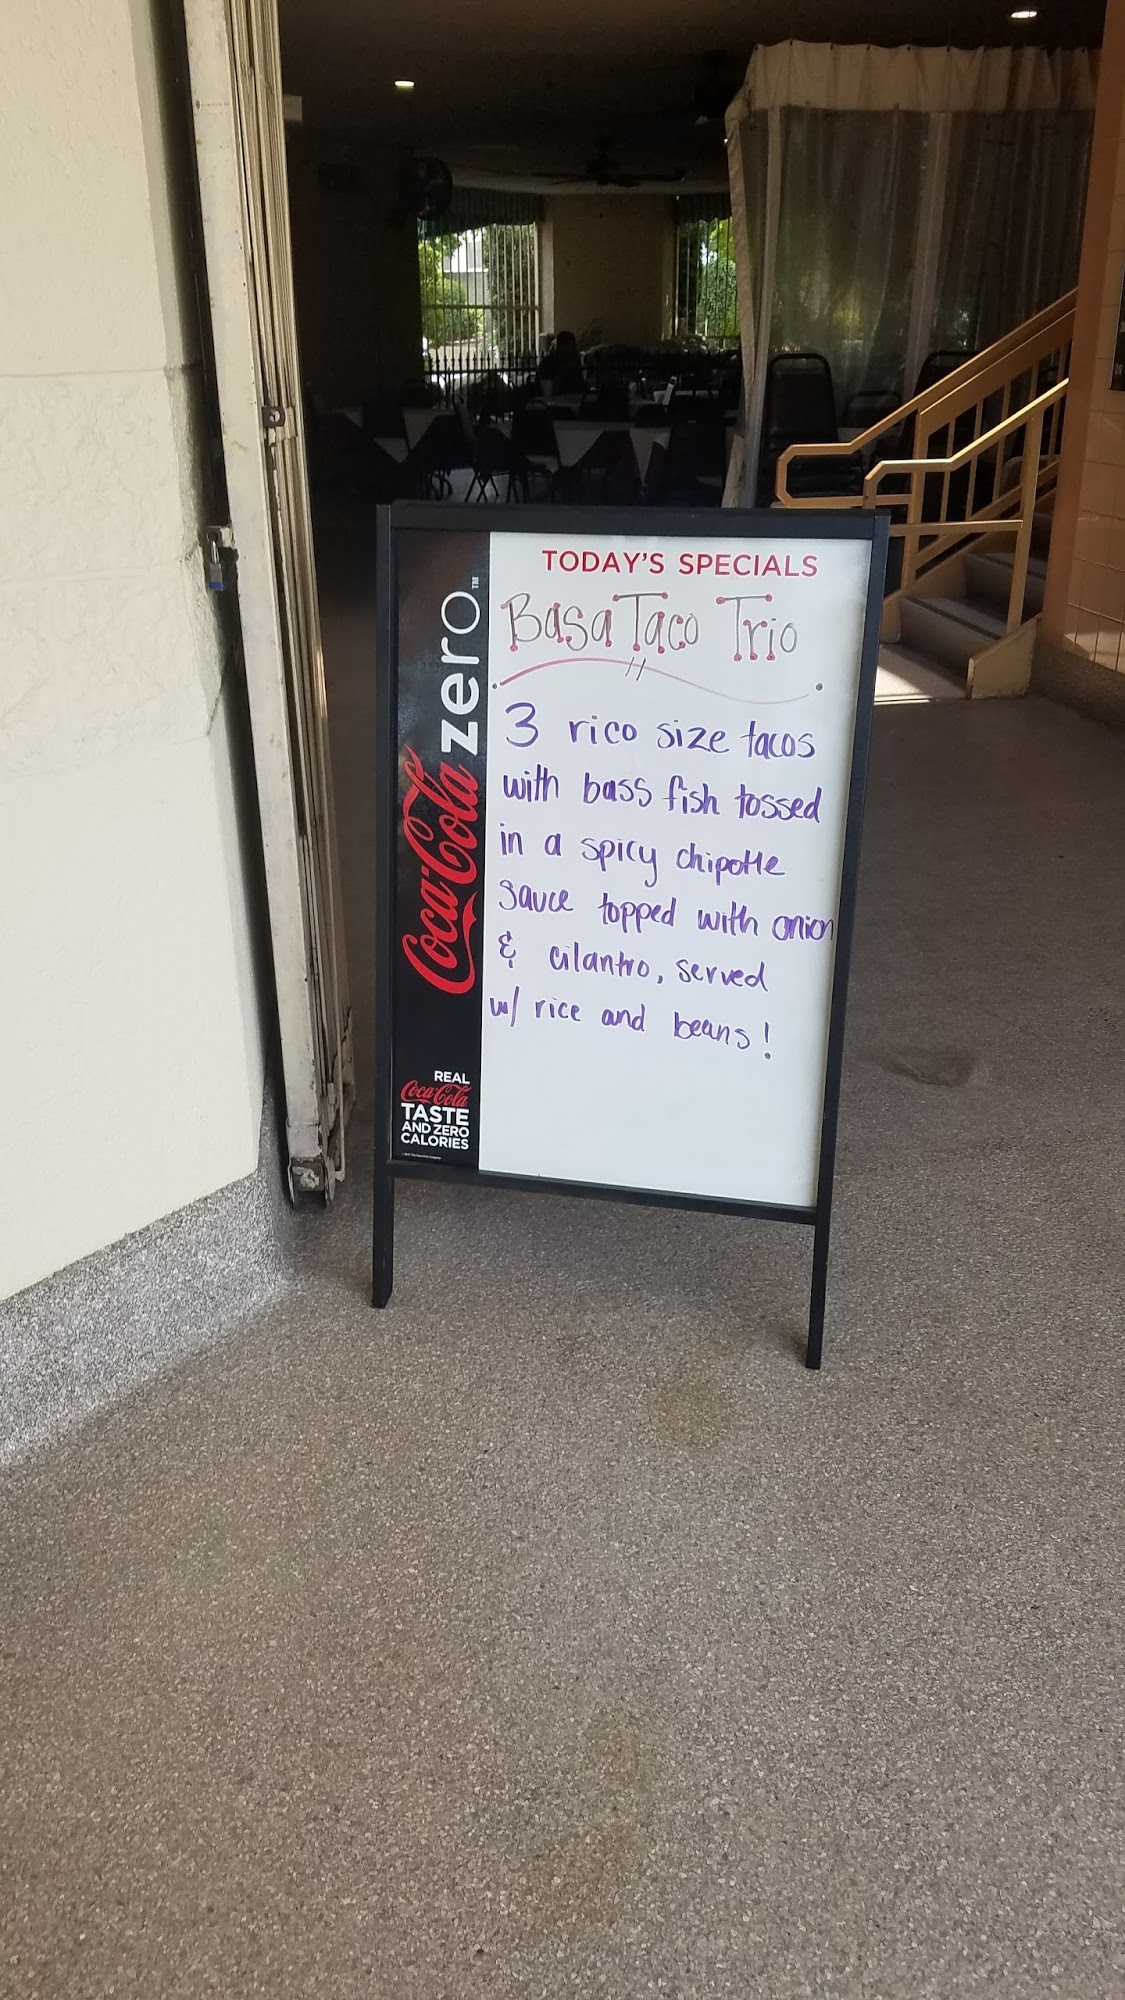 TODAY'S SPECIALS
Basa Taco Trio
3 rico size tacos
with bass fish tossed
in a spicy chipotle
sauce topped with onion
& cilantro, served
w/ rice and beans!
Coca-Cola zero™
REAL
Coca-Cola
TASTE
AND ZERO
CALORIES